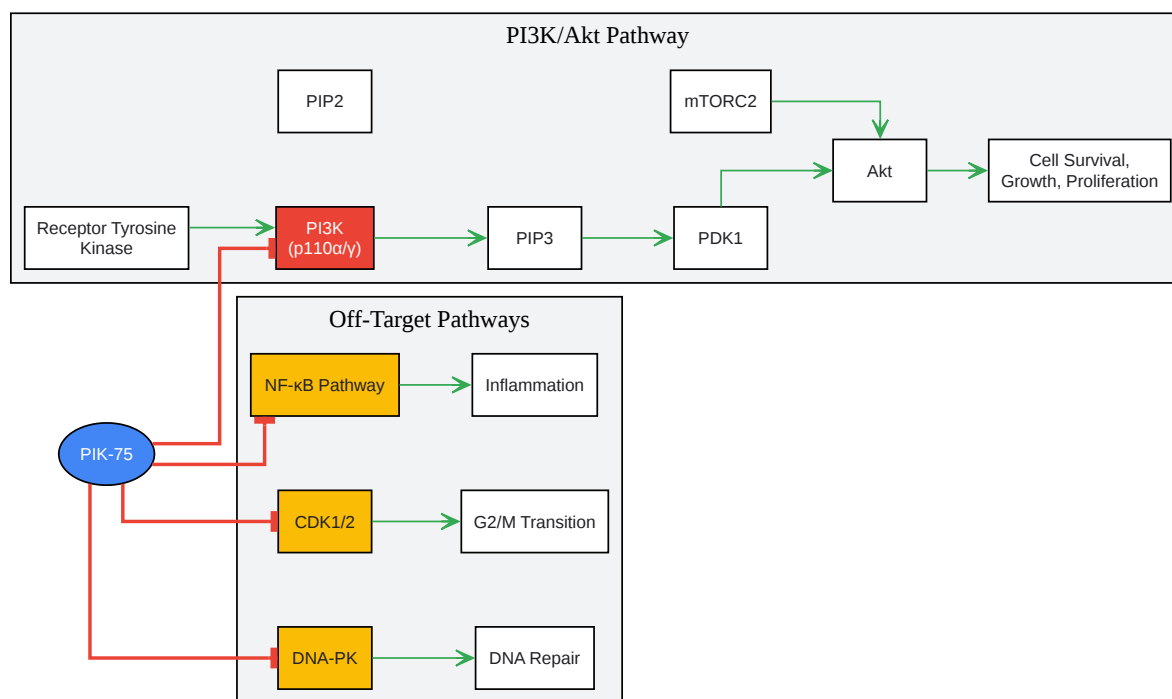 PI3K/Akt Pathway
PIP2
mTORC2
Akt
Cell Survival,
Growth, Proliferation
Receptor Tyrosine
Kinase
PI3K
(p110α/γ)
PIP3
PDK1
Off-Target Pathways
NF-κB Pathway
Inflammation
PIK-75
CDK1/2
G2/M Transition
DNA-PK
DNA Repair